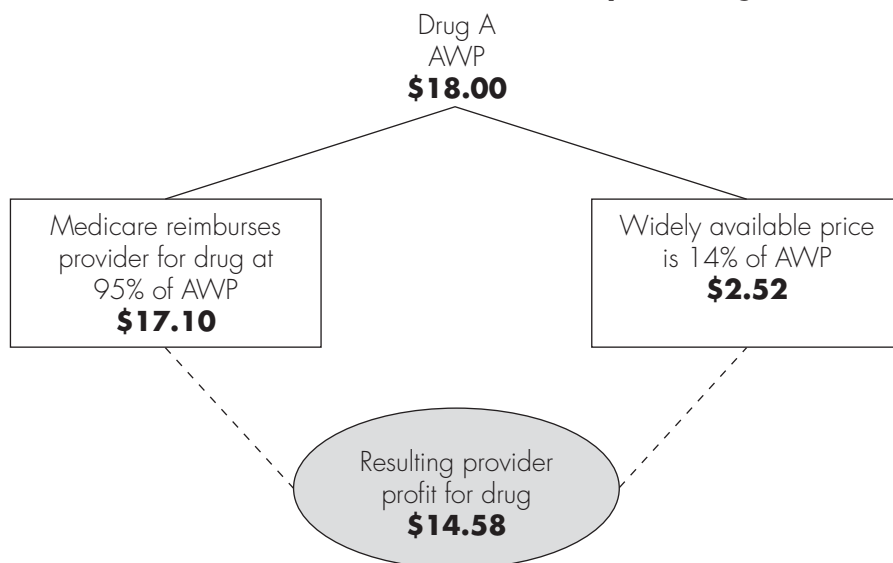 Drug A
AWP
$18.00
Medicare reimburses
provider for drug at
95% of AWP
$17.10
Widely available price
is 14% of AWP
$2.52
Resulting provider
profit for drug
$14.58